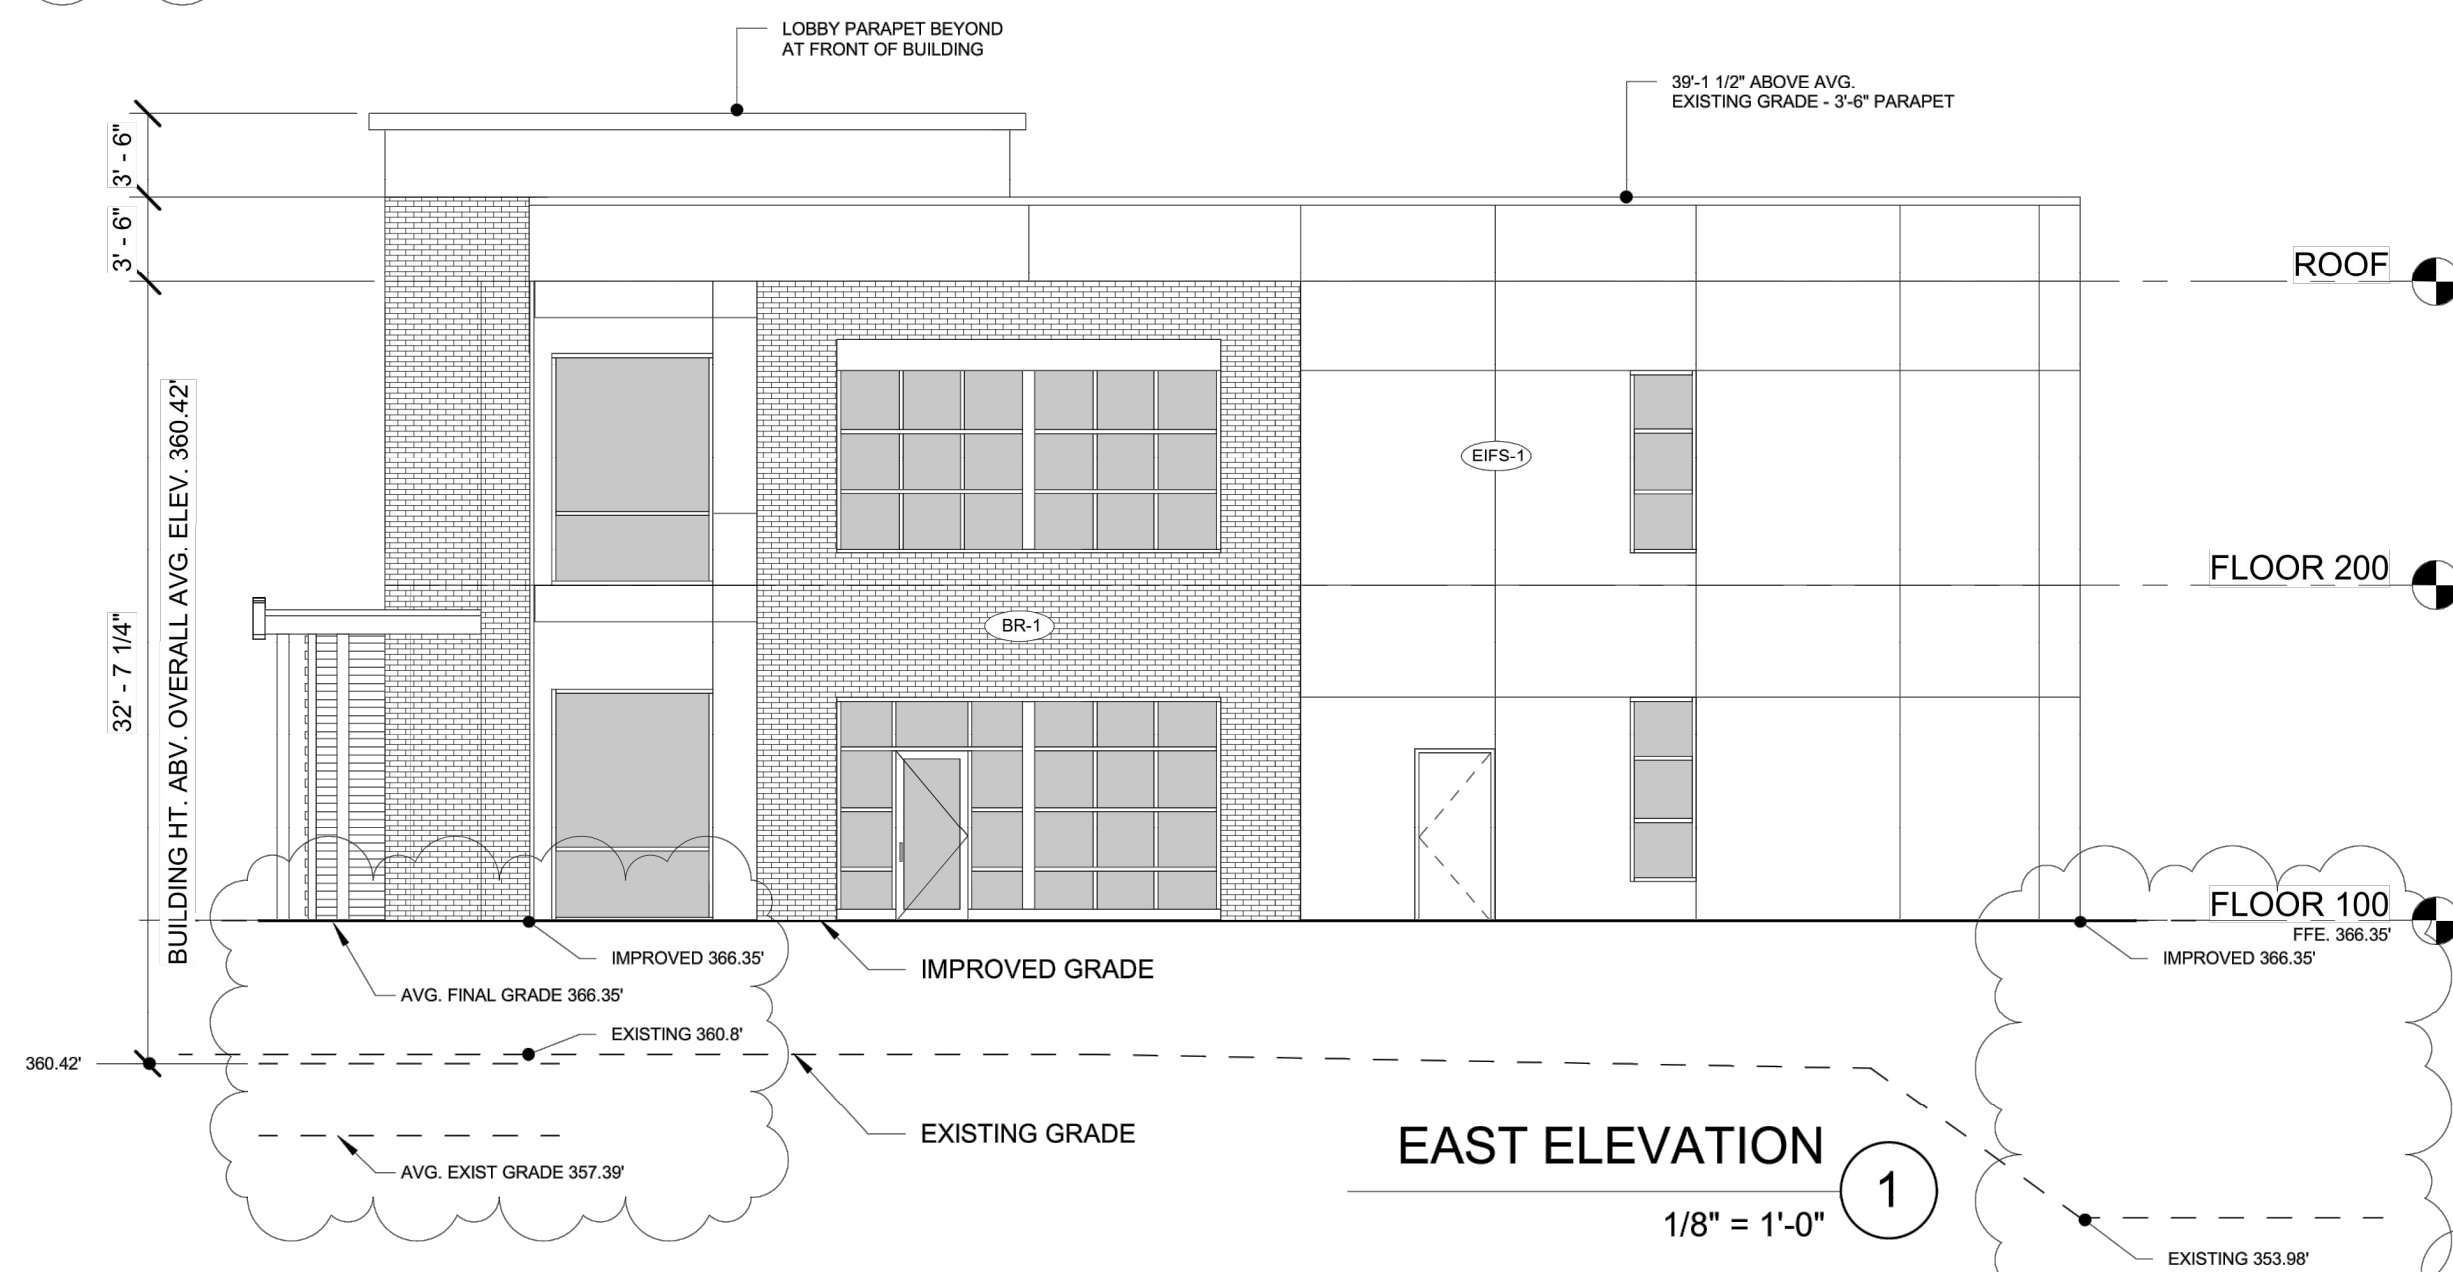 LOBBY PARAPET BEYOND
AT FRONT OF BUILDING
39'-1 1/2" ABOVE AVG.
EXISTING GRADE - 3'-6" PARAPET
3' - 6"
3' - 6"
ROOF
BUILDING HT. ABV. OVERALL AVG. ELEV. 360.42'
32' - 7 1/4"
EIFS-1
FLOOR 200
BR-1
FLOOR 100
FFE. 366.35'
IMPROVED 366.35'
IMPROVED GRADE
IMPROVED 366.35'
AVG. FINAL GRADE 366.35'
EXISTING 360.8'
360.42'
EXISTING GRADE
AVG. EXIST GRADE 357.39'
EAST ELEVATION
1
1/8" = 1'-0"
EXISTING 353.98'